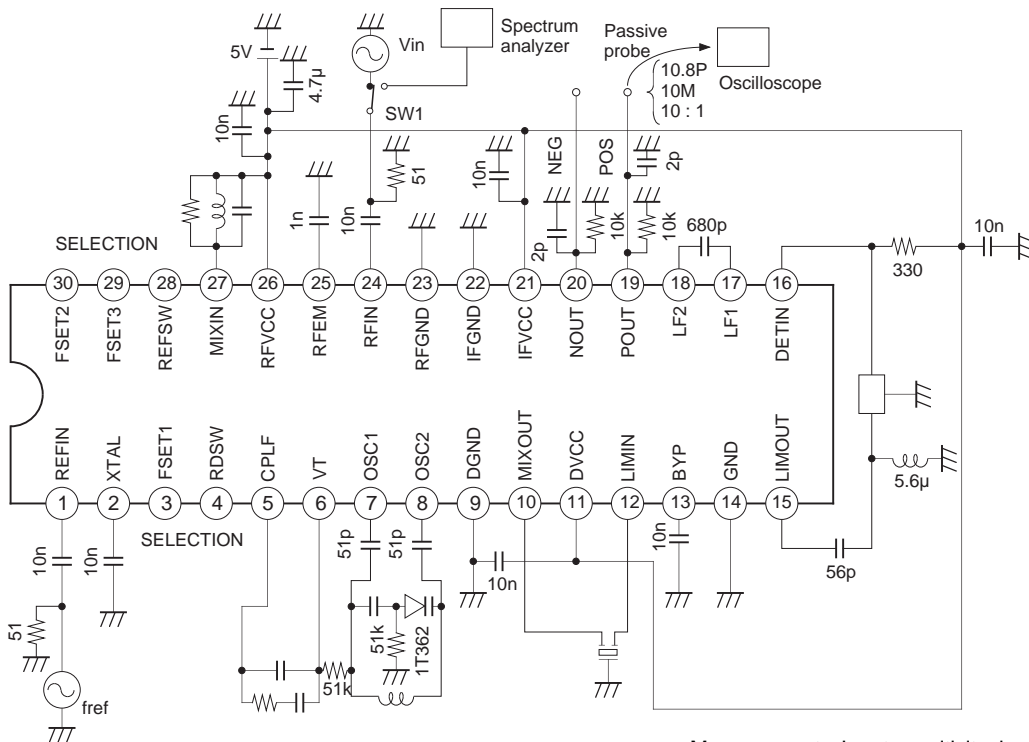 5V
4.7μ
Vin
Spectrum
analyzer
Passive
probe
10.8P
10M
10 : 1
Oscilloscope
SW1
10n
NEG
POS
2p
51
10n
1n
10n
2p
10k
10k
680p
10n
330
SELECTION
30 29 28 27 26 25 24 23 22 21 20 19 18 17 16
FSET2 FSET3 REFSW MIXIN RFVCC RFEM RFIN RFGND IFGND IFVCC NOUT POUT LF2 LF1 DETIN
REFIN XTAL FSET1 RDSW CPLF VT OSC1 OSC2 DGND MIXOUT DVCC LIMIN BYP GND LIMOUT
1 2 3 4 5 6 7 8 9 10 11 12 13 14 15
SELECTION
5.6μ
10n
10n
51p
51p
10n
10n
56p
51
51k
1T362
51k
fref